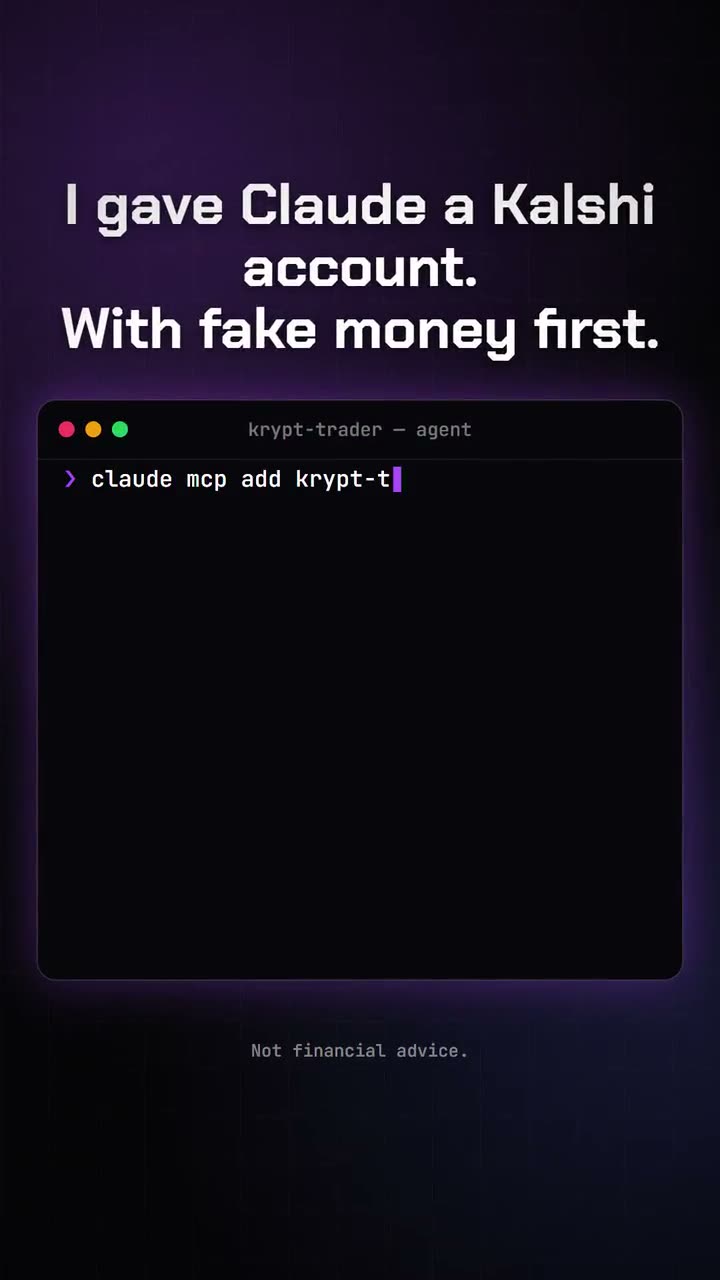 I gave Claude a Kalshi
account.
With fake money first.
krypt-trader — agent
❯ claude mcp add krypt-t
Not financial advice.